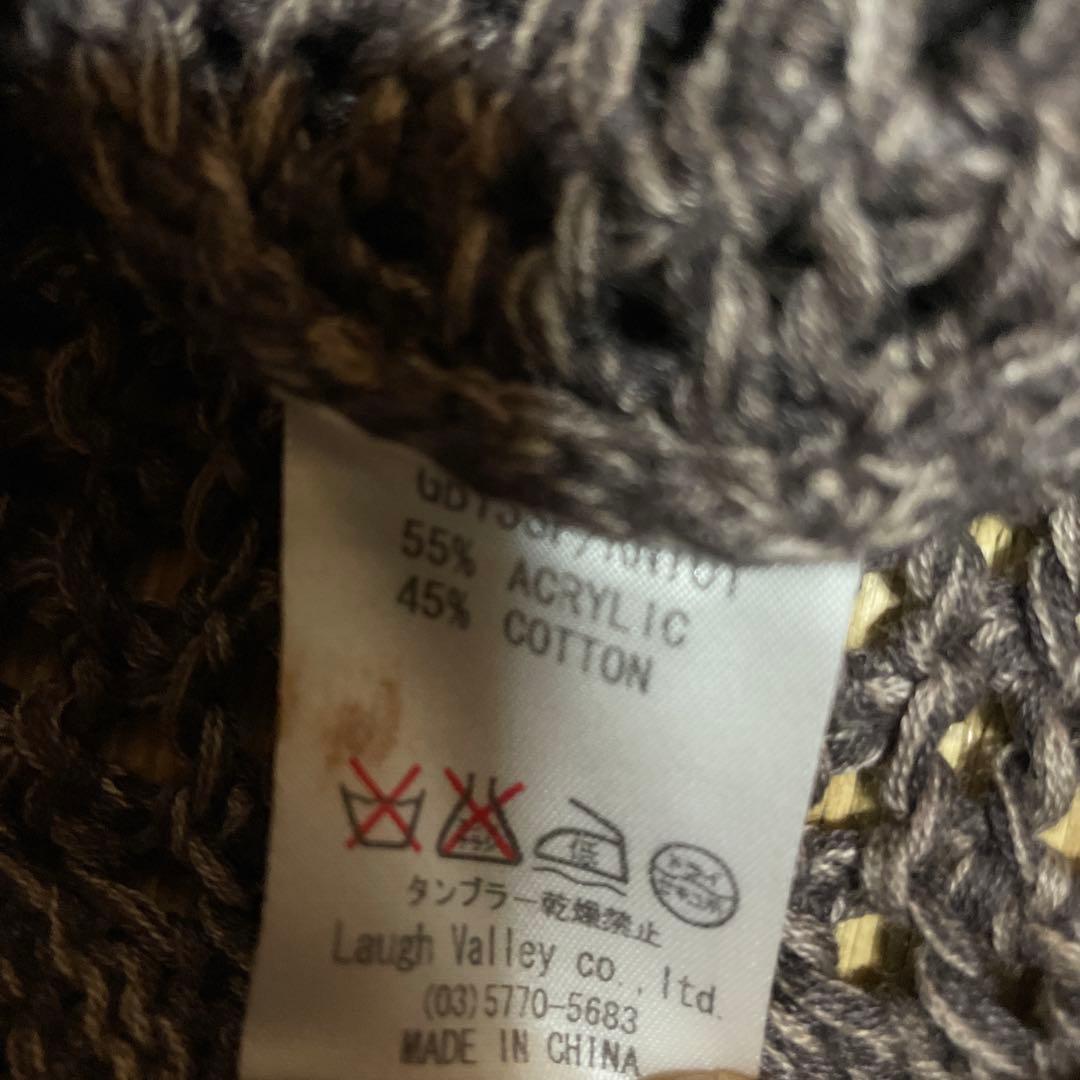 55% ACRYLIC
45% COTTON
低
タンブラー乾燥禁止
Laugh Valley co., ltd.
(03)5770-5683
MADE IN CHINA